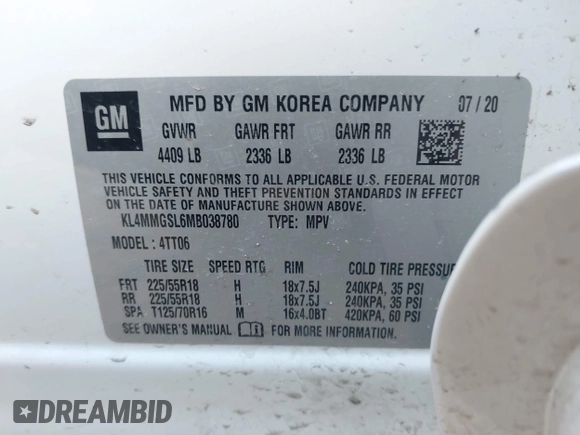 GM
MFD BY GM KOREA COMPANY 07/20
GVWR GAWR FRT GAWR RR
4409 LB 2336 LB 2336 LB
THIS VEHICLE CONFORMS TO ALL APPLICABLE U.S. FEDERAL MOTOR
VEHICLE SAFETY AND THEFT PREVENTION STANDARDS IN EFFECT
ON THE DATE OF MANUFACTURE SHOWN ABOVE.
KL4MMGSL6MB038780 TYPE: MPV
MODEL: 4TT06
TIRE SIZE SPEED RTG RIM COLD TIRE PRESSUR
FRT 225/55R18 H 18x7.5J 240KPA, 35 PSI
RR 225/55R18 H 18x7.5J 240KPA, 35 PSI
SPA T125/70R16 M 16x4.0BT 420KPA, 60 PSI
SEE OWNER'S MANUAL FOR MORE INFORMATION.
DREAMBID